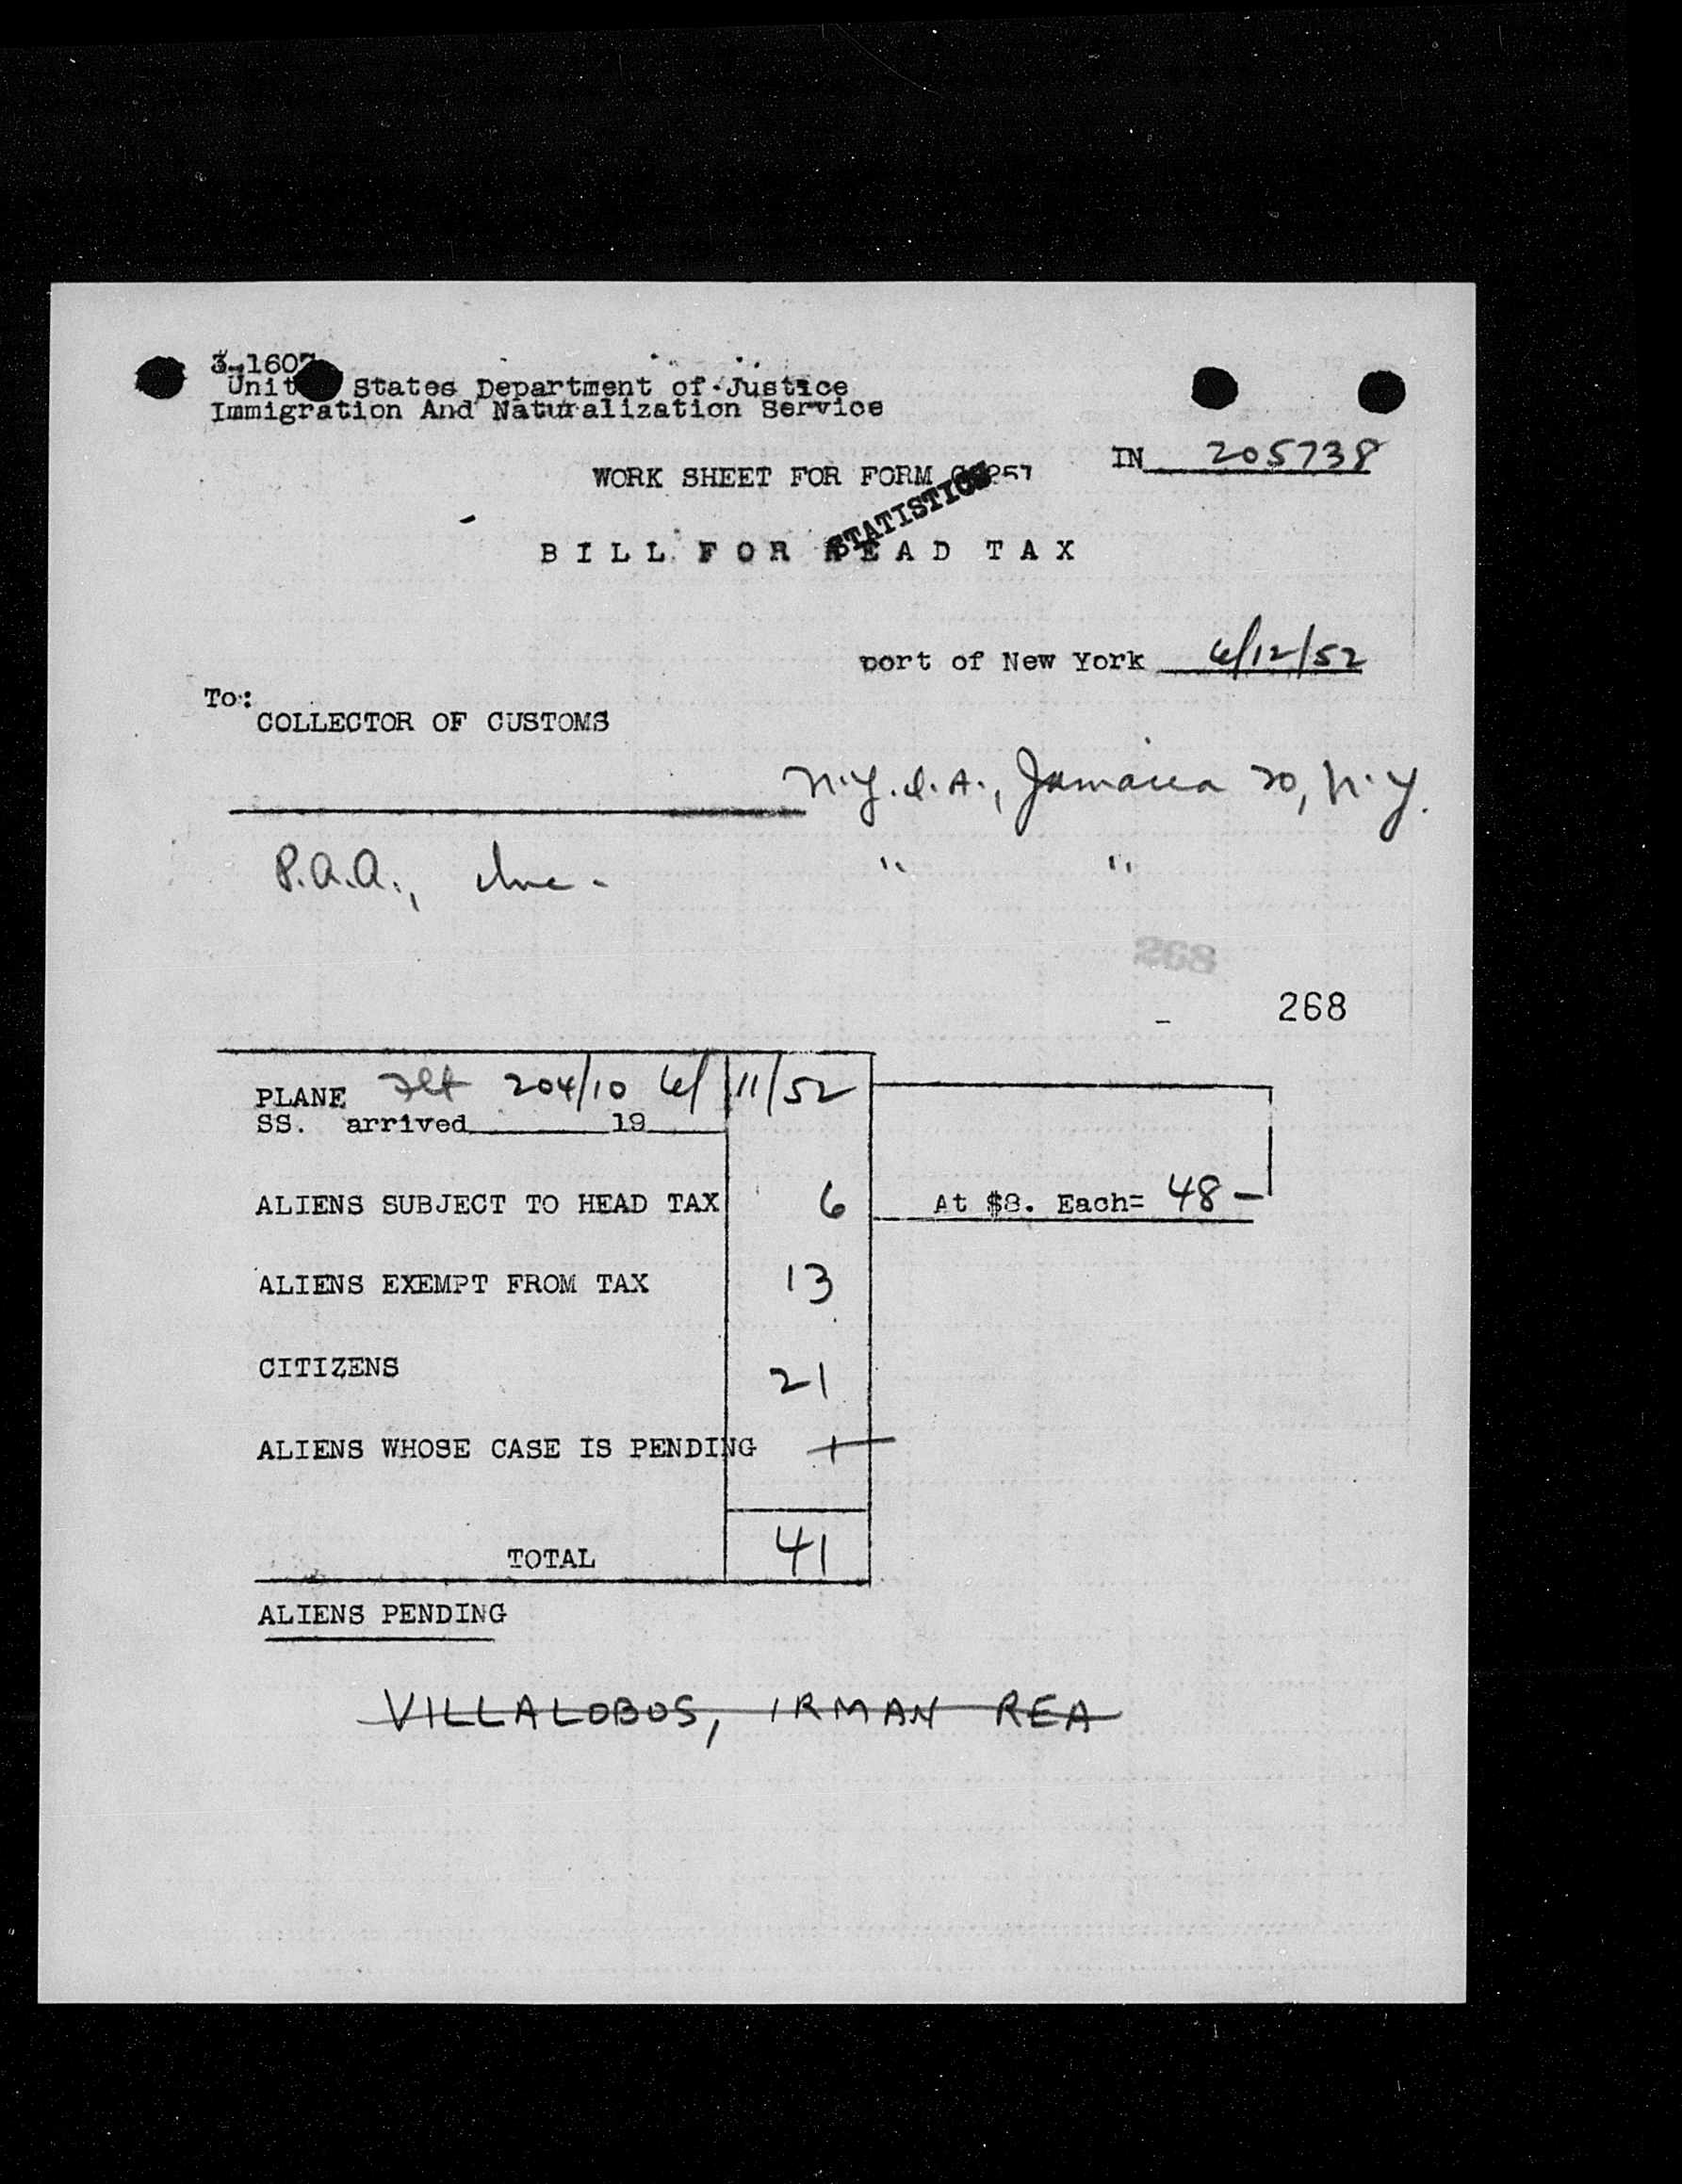 3-1607
United States Department of Justice
Immigration And Naturalization Service
IN 205738
WORK SHEET FOR FORM 257
STATISTICS
BILL FOR HEAD TAX
port of New York 6/12/52
To:
COLLECTOR OF CUSTOMS
N.Y.I.A., Jamaica 30, N.Y.
P.A.A., Inc. " "
268
268
PLANE Flt 204/10 6/11/52
SS. arrived 19
ALIENS SUBJECT TO HEAD TAX 6 At $8. Each= 48-
ALIENS EXEMPT FROM TAX 13
CITIZENS 21
ALIENS WHOSE CASE IS PENDING 1
TOTAL 41
ALIENS PENDING
VILLALOBOS, IRMAN REA